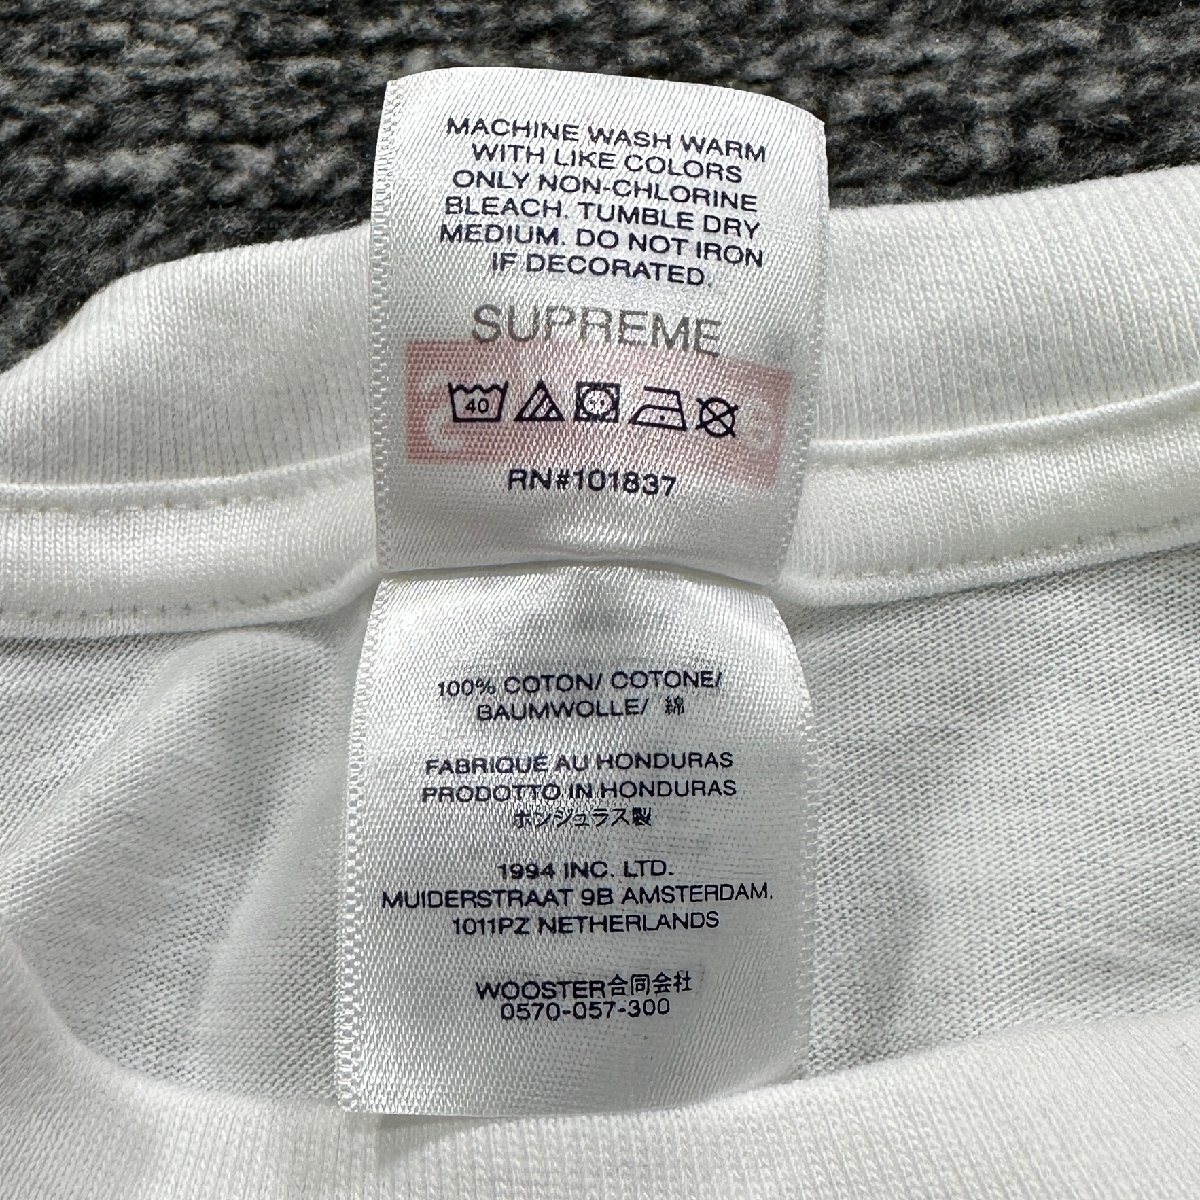 MACHINE WASH WARM
WITH LIKE COLORS
ONLY NON-CHLORINE
BLEACH. TUMBLE DRY
MEDIUM. DO NOT IRON
IF DECORATED.
SUPREME
40
RN#101837
100% COTON/ COTONE/
BAUMWOLLE/ 綿
FABRIQUÉ AU HONDURAS
PRODOTTO IN HONDURAS
ホンジュラス製
1994 INC. LTD.
MUIDERSTRAAT 9B AMSTERDAM,
1011PZ NETHERLANDS
WOOSTER合同会社
0570-057-300